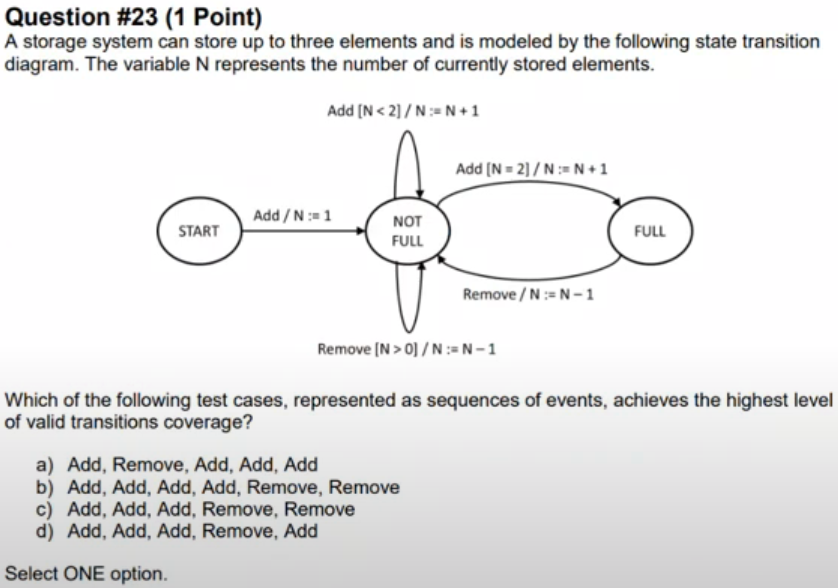 Question #23 (1 Point)
A storage system can store up to three elements and is modeled by the following state transition
diagram. The variable N represents the number of currently stored elements.
Add [N < 2] / N := N + 1
Add [N = 2] / N := N + 1
START
Add / N := 1
NOT
FULL
FULL
Remove / N := N – 1
Remove [N > 0] / N := N – 1
Which of the following test cases, represented as sequences of events, achieves the highest level
of valid transitions coverage?
a) Add, Remove, Add, Add, Add
b) Add, Add, Add, Add, Remove, Remove
c) Add, Add, Add, Remove, Remove
d) Add, Add, Add, Remove, Add
Select ONE option.